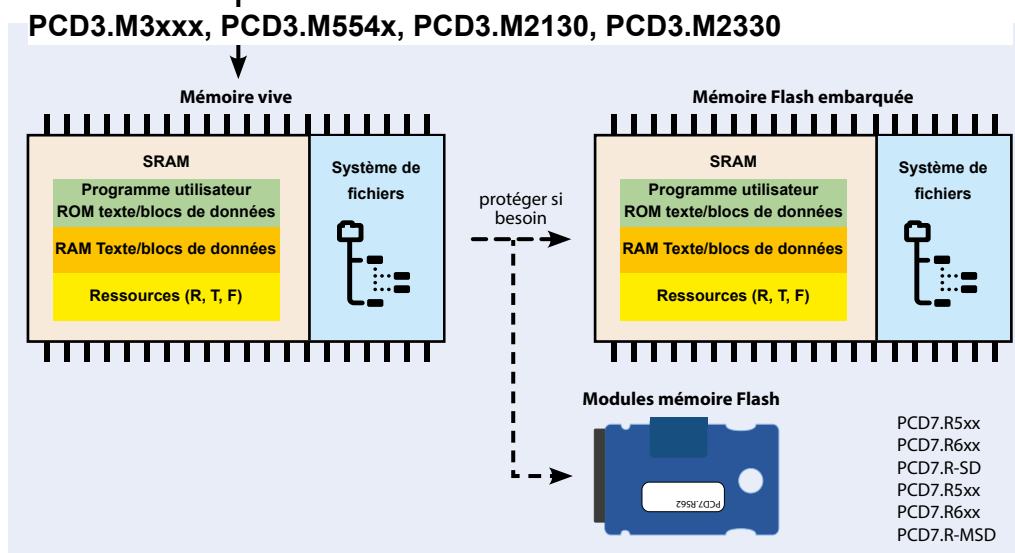 PCD3.M3xxx, PCD3.M554x, PCD3.M2130, PCD3.M2330
Mémoire vive
SRAM
Programme utilisateur
ROM texte/blocs de données
RAM Texte/blocs de données
Ressources (R, T, F)
Système de
fichiers
protéger si
besoin
Mémoire Flash embarquée
SRAM
Programme utilisateur
ROM texte/blocs de données
RAM Texte/blocs de données
Ressources (R, T, F)
Système de
fichiers
Modules mémoire Flash
PCD7.R562
PCD7.R5xx
PCD7.R6xx
PCD7.R-SD
PCD7.R5xx
PCD7.R6xx
PCD7.R-MSD